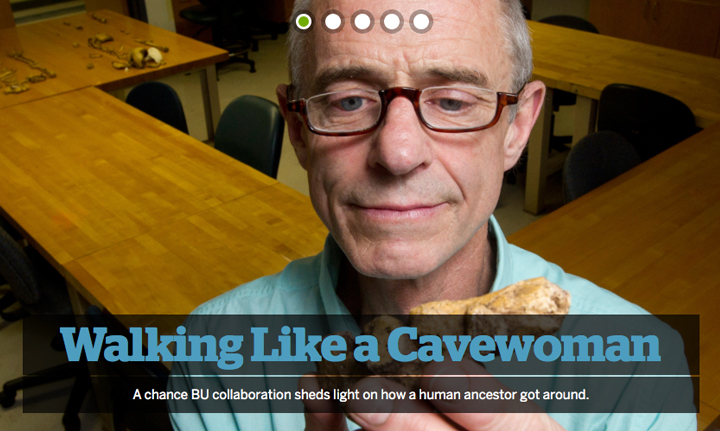 Walking Like a Cavewoman
A chance BU collaboration sheds light on how a human ancestor got around.